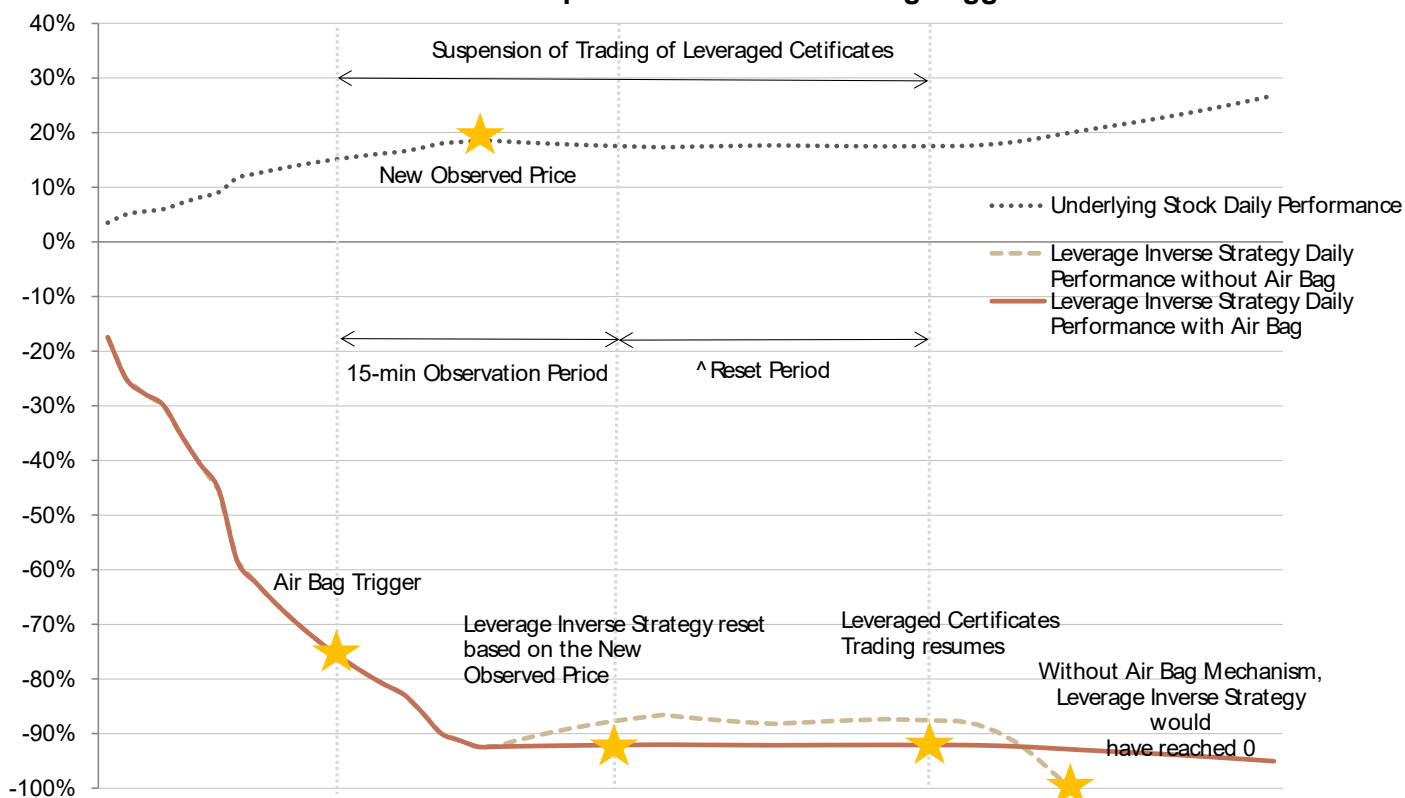 40%
Suspension of Trading of Leveraged Cetificates
30%
20%
New Observed Price
10%
Underlying Stock Daily Performance
0%
Leverage Inverse Strategy Daily
Performance without Air Bag
-10%
Leverage Inverse Strategy Daily
Performance with Air Bag
-20%
15-min Observation Period
^Reset Period
-30%
-40%
-50%
-60%
Air Bag Trigger
Leverage Inverse Strategy reset
based on the New
Observed Price
Leveraged Certificates
Trading resumes
-70%
Without Air Bag Mechanism,
Leverage Inverse Strategy
would
have reached 0
-80%
-90%
-100%